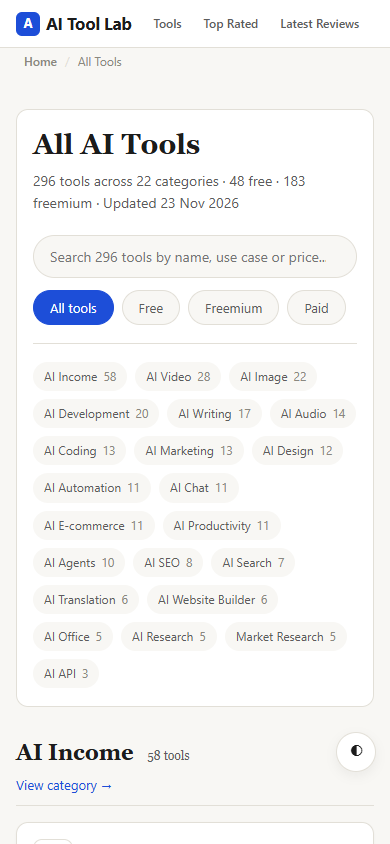 A AI Tool Lab Tools Top Rated Latest Reviews
Home / All Tools
All AI Tools
296 tools across 22 categories · 48 free · 183
freemium · Updated 23 Nov 2026
Search 296 tools by name, use case or price..
All tools Free Freemium Paid
AI Income 58 AI Video 28 AI Image 22
AI Development 20 AI Writing 17 AI Audio 14
AI Coding 13 AI Marketing 13 AI Design 12
AI Automation 11 AI Chat 11
AI E-commerce 11 AI Productivity 11
AI Agents 10 AI SEO 8 AI Search 7
AI Translation 6 AI Website Builder 6
AI Office 5 AI Research 5 Market Research 5
AI API 3
AI Income 58 tools
View category →